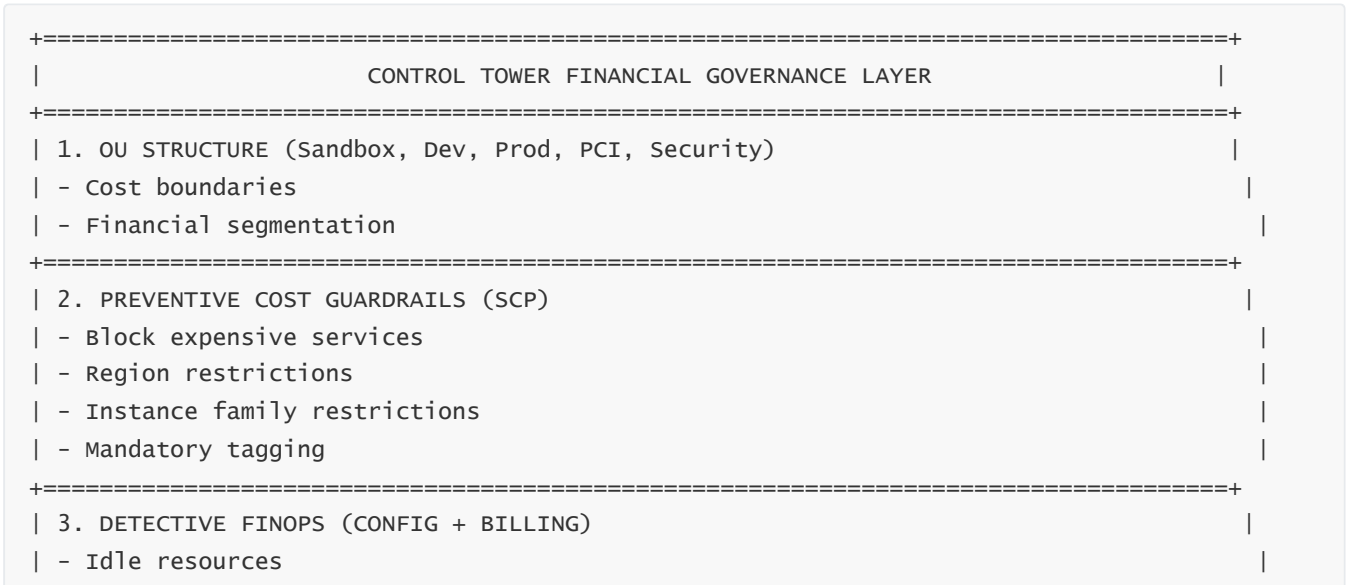 +====================================================================================+
| CONTROL TOWER FINANCIAL GOVERNANCE LAYER |
+====================================================================================+
| 1. OU STRUCTURE (Sandbox, Dev, Prod, PCI, Security) |
| - Cost boundaries |
| - Financial segmentation |
+====================================================================================+
| 2. PREVENTIVE COST GUARDRAILS (SCP) |
| - Block expensive services |
| - Region restrictions |
| - Instance family restrictions |
| - Mandatory tagging |
+====================================================================================+
| 3. DETECTIVE FINOPS (CONFIG + BILLING) |
| - Idle resources |